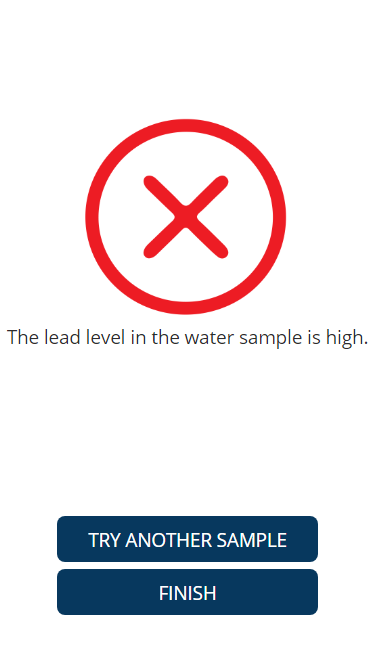 The lead level in the water sample is high.
TRY ANOTHER SAMPLE
FINISH